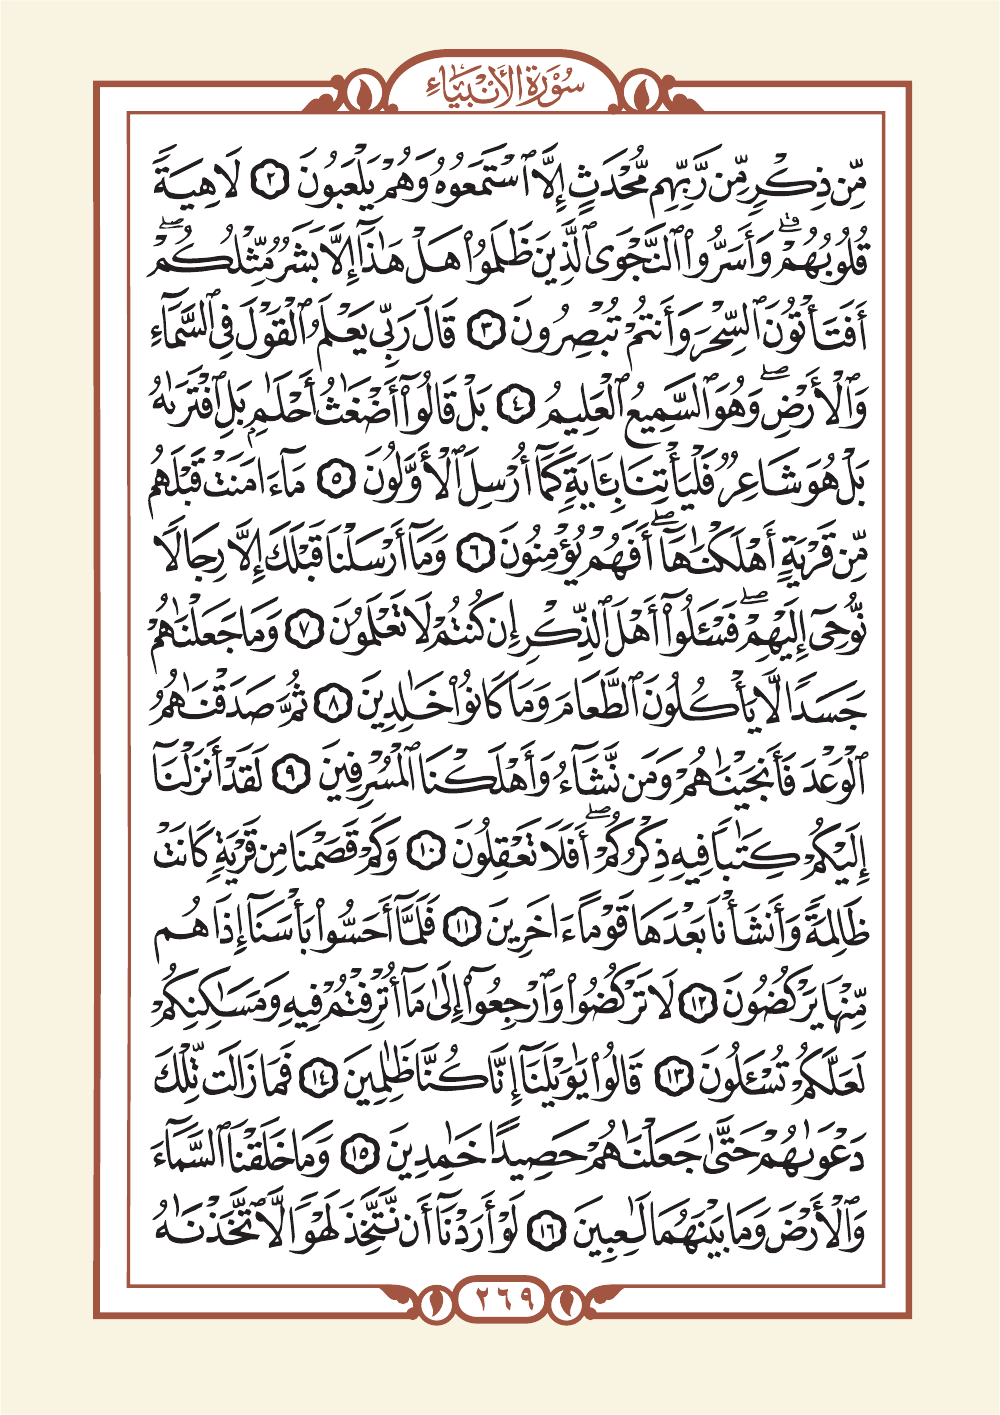 سُورَةُ الأَنْبِيَاءِ
مِّن ذِكْرٍ مِّن رَّبِّهِم مُّحْدَثٍ إِلَّا ٱسْتَمَعُوهُ وَهُمْ يَلْعَبُونَ ٢ لَاهِيَةً
قُلُوبُهُمْۗ وَأَسَرُّوا۟ ٱلنَّجْوَى ٱلَّذِينَ ظَلَمُوا۟ هَلْ هَٰذَآ إِلَّا بَشَرٌ مِّثْلُكُمْۖ
أَفَتَأْتُونَ ٱلسِّحْرَ وَأَنتُمْ تُبْصِرُونَ ٣ قَالَ رَبِّى يَعْلَمُ ٱلْقَوْلَ فِى ٱلسَّمَآءِ
وَٱلْأَرْضِۖ وَهُوَ ٱلسَّمِيعُ ٱلْعَلِيمُ ٤ بَلْ قَالُوٓا۟ أَضْغَٰثُ أَحْلَٰمٍۭ بَلِ ٱفْتَرَىٰهُ
بَلْ هُوَ شَاعِرٌ فَلْيَأْتِنَا بِـَٔايَةٍ كَمَآ أُرْسِلَ ٱلْأَوَّلُونَ ٥ مَآ ءَامَنَتْ قَبْلَهُم
مِّن قَرْيَةٍ أَهْلَكْنَٰهَآۖ أَفَهُمْ يُؤْمِنُونَ ٦ وَمَآ أَرْسَلْنَا قَبْلَكَ إِلَّا رِجَالًا
نُّوحِىٓ إِلَيْهِمْۖ فَسْـَٔلُوٓا۟ أَهْلَ ٱلذِّكْرِ إِن كُنتُمْ لَا تَعْلَمُونَ ٧ وَمَا جَعَلْنَٰهُمْ
جَسَدًا لَّا يَأْكُلُونَ ٱلطَّعَامَ وَمَا كَانُوا۟ خَٰلِدِينَ ٨ ثُمَّ صَدَقْنَٰهُمُ
ٱلْوَعْدَ فَأَنجَيْنَٰهُمْ وَمَن نَّشَآءُ وَأَهْلَكْنَا ٱلْمُسْرِفِينَ ٩ لَقَدْ أَنزَلْنَآ
إِلَيْكُمْ كِتَٰبًا فِيهِ ذِكْرُكُمْۖ أَفَلَا تَعْقِلُونَ ١٠ وَكَمْ قَصَمْنَا مِن قَرْيَةٍ كَانَتْ
ظَالِمَةً وَأَنشَأْنَا بَعْدَهَا قَوْمًا ءَاخَرِينَ ١١ فَلَمَّآ أَحَسُّوا۟ بَأْسَنَآ إِذَا هُم
مِّنْهَا يَرْكُضُونَ ١٢ لَا تَرْكُضُوا۟ وَٱرْجِعُوٓا۟ إِلَىٰ مَآ أُتْرِفْتُمْ فِيهِ وَمَسَٰكِنِكُمْ
لَعَلَّكُمْ تُسْـَٔلُونَ ١٣ قَالُوا۟ يَٰوَيْلَنَآ إِنَّا كُنَّا ظَٰلِمِينَ ١٤ فَمَا زَالَت تِّلْكَ
دَعْوَىٰهُمْ حَتَّىٰ جَعَلْنَٰهُمْ حَصِيدًا خَٰمِدِينَ ١٥ وَمَا خَلَقْنَا ٱلسَّمَآءَ
وَٱلْأَرْضَ وَمَا بَيْنَهُمَا لَٰعِبِينَ ١٦ لَوْ أَرَدْنَآ أَن نَّتَّخِذَ لَهْوًا لَّٱتَّخَذْنَٰهُ
٢٦٩